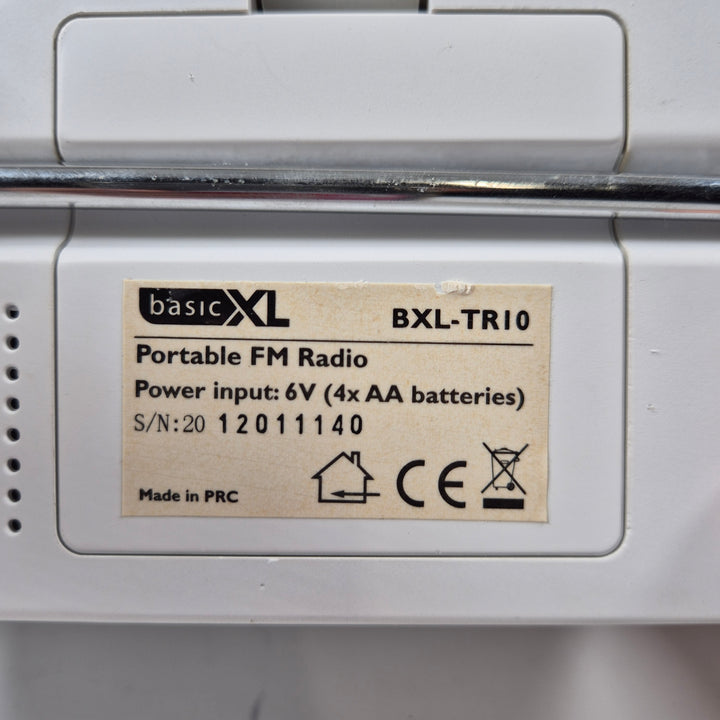 basicXL BXL-TR10
Portable FM Radio
Power input: 6V (4x AA batteries)
S/N:20 12011140
Made in PRC CE